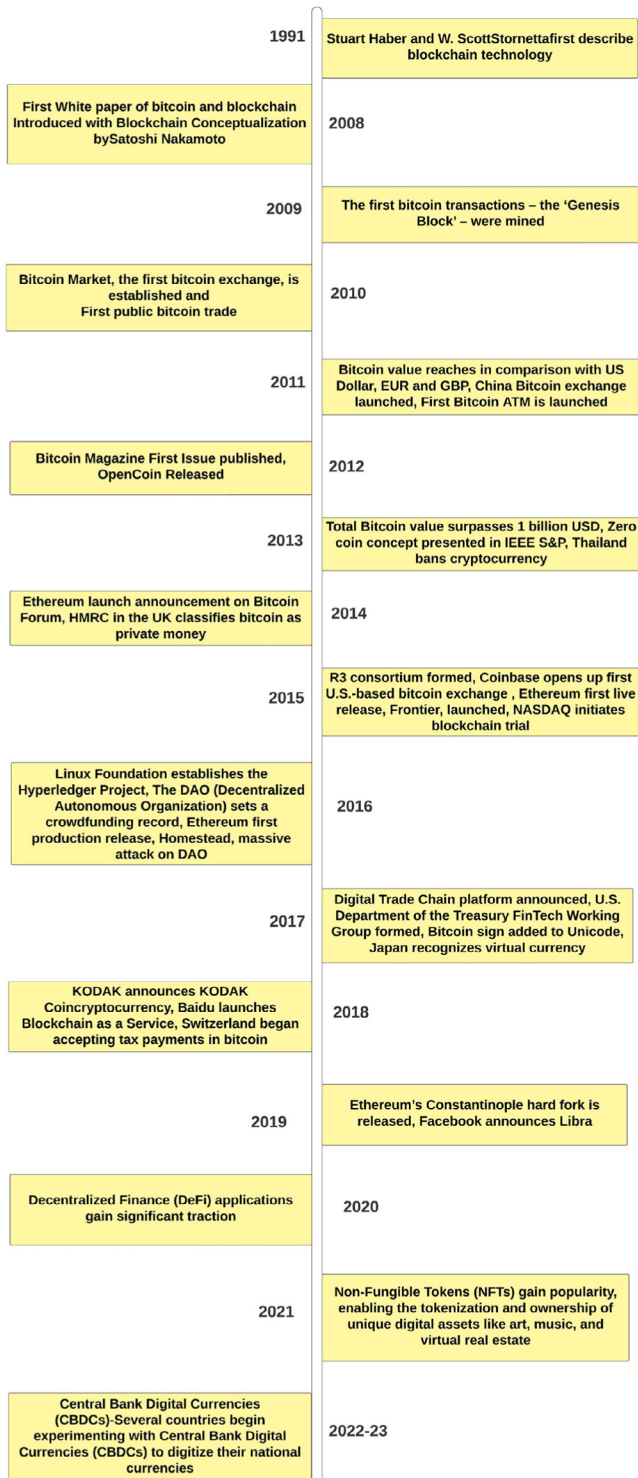 1991
Stuart Haber and W. ScottStornettafirst describe
blockchain technology
First White paper of bitcoin and blockchain
Introduced with Blockchain Conceptualization
bySatoshi Nakamoto
2008
2009
The first bitcoin transactions – the ‘Genesis
Block’ – were mined
Bitcoin Market, the first bitcoin exchange, is
established and
First public bitcoin trade
2010
2011
Bitcoin value reaches in comparison with US
Dollar, EUR and GBP, China Bitcoin exchange
launched, First Bitcoin ATM is launched
Bitcoin Magazine First Issue published,
OpenCoin Released
2012
2013
Total Bitcoin value surpasses 1 billion USD, Zero
coin concept presented in IEEE S&P, Thailand
bans cryptocurrency
Ethereum launch announcement on Bitcoin
Forum, HMRC in the UK classifies bitcoin as
private money
2014
2015
R3 consortium formed, Coinbase opens up first
U.S.-based bitcoin exchange , Ethereum first live
release, Frontier, launched, NASDAQ initiates
blockchain trial
Linux Foundation establishes the
Hyperledger Project, The DAO (Decentralized
Autonomous Organization) sets a
crowdfunding record, Ethereum first
production release, Homestead, massive
attack on DAO
2016
2017
Digital Trade Chain platform announced, U.S.
Department of the Treasury FinTech Working
Group formed, Bitcoin sign added to Unicode,
Japan recognizes virtual currency
KODAK announces KODAK
Coincryptocurrency, Baidu launches
Blockchain as a Service, Switzerland began
accepting tax payments in bitcoin
2018
2019
Ethereum’s Constantinople hard fork is
released, Facebook announces Libra
Decentralized Finance (DeFi) applications
gain significant traction
2020
2021
Non-Fungible Tokens (NFTs) gain popularity,
enabling the tokenization and ownership of
unique digital assets like art, music, and
virtual real estate
Central Bank Digital Currencies
(CBDCs)-Several countries begin
experimenting with Central Bank Digital
Currencies (CBDCs) to digitize their national
currencies
2022-23